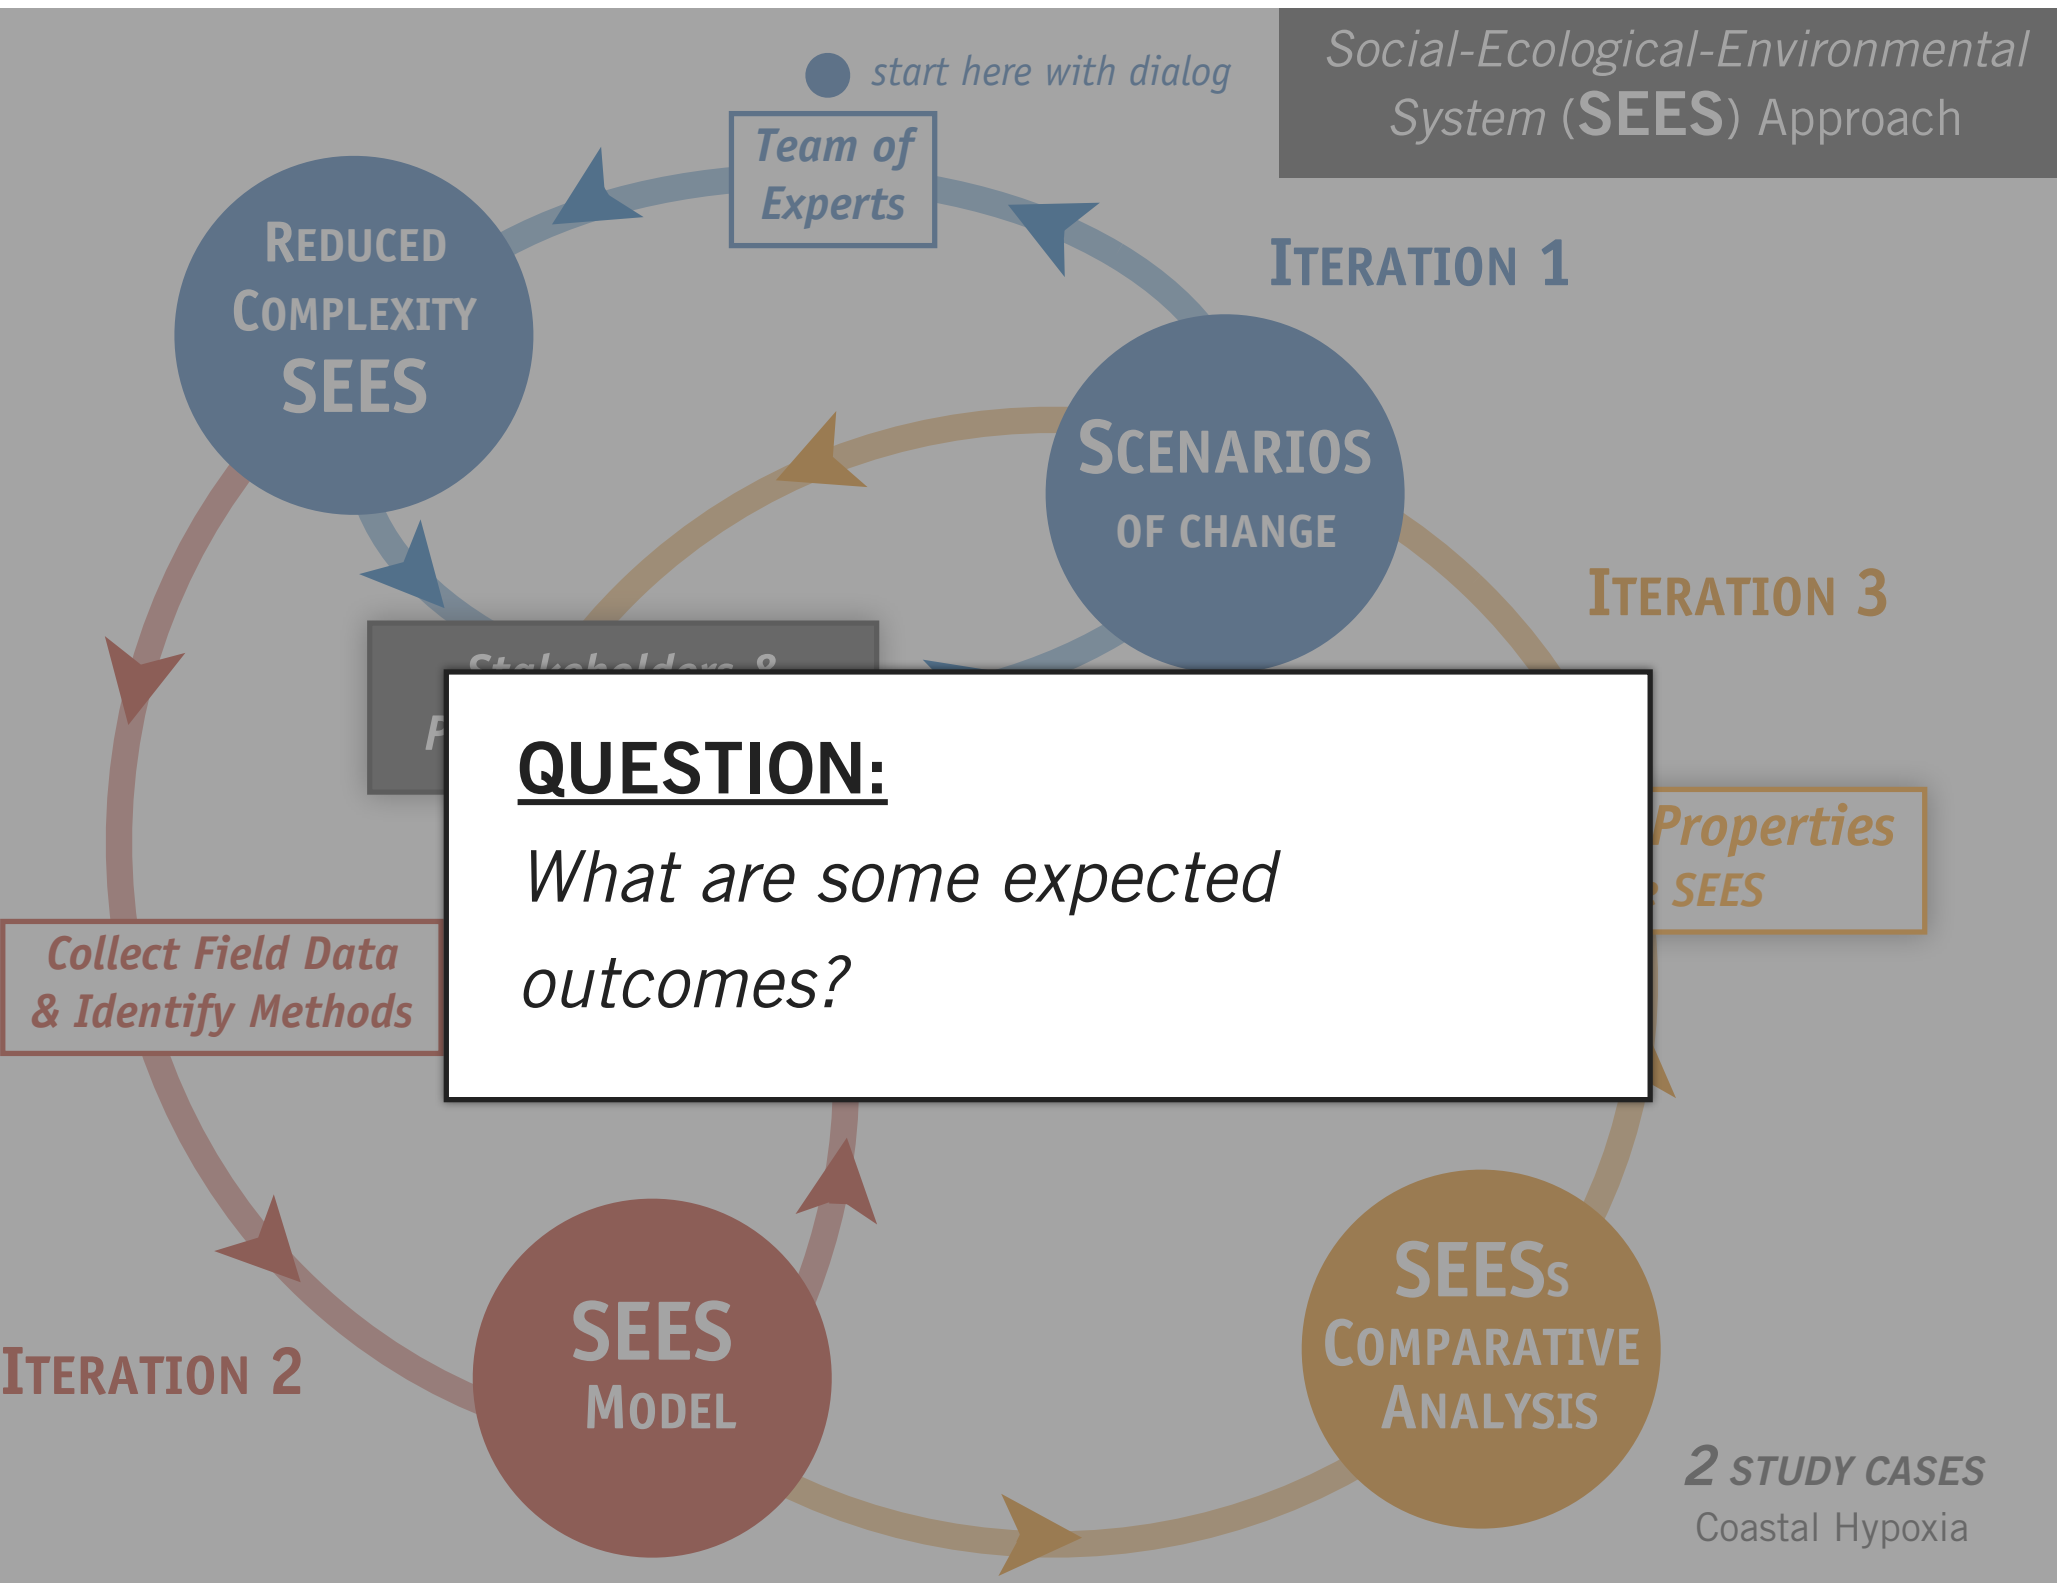 start here with dialog
Social-Ecological-Environmental
System (SEES) Approach
Team of
Experts
REDUCED
COMPLEXITY
SEES
ITERATION 1
SCENARIOS
OF CHANGE
ITERATION 3
Stakeholders &
QUESTION:
What are some expected
outcomes?
Properties
SEES
Collect Field Data
& Identify Methods
ITERATION 2
SEES
MODEL
SEESs
COMPARATIVE
ANALYSIS
2 STUDY CASES
Coastal Hypoxia